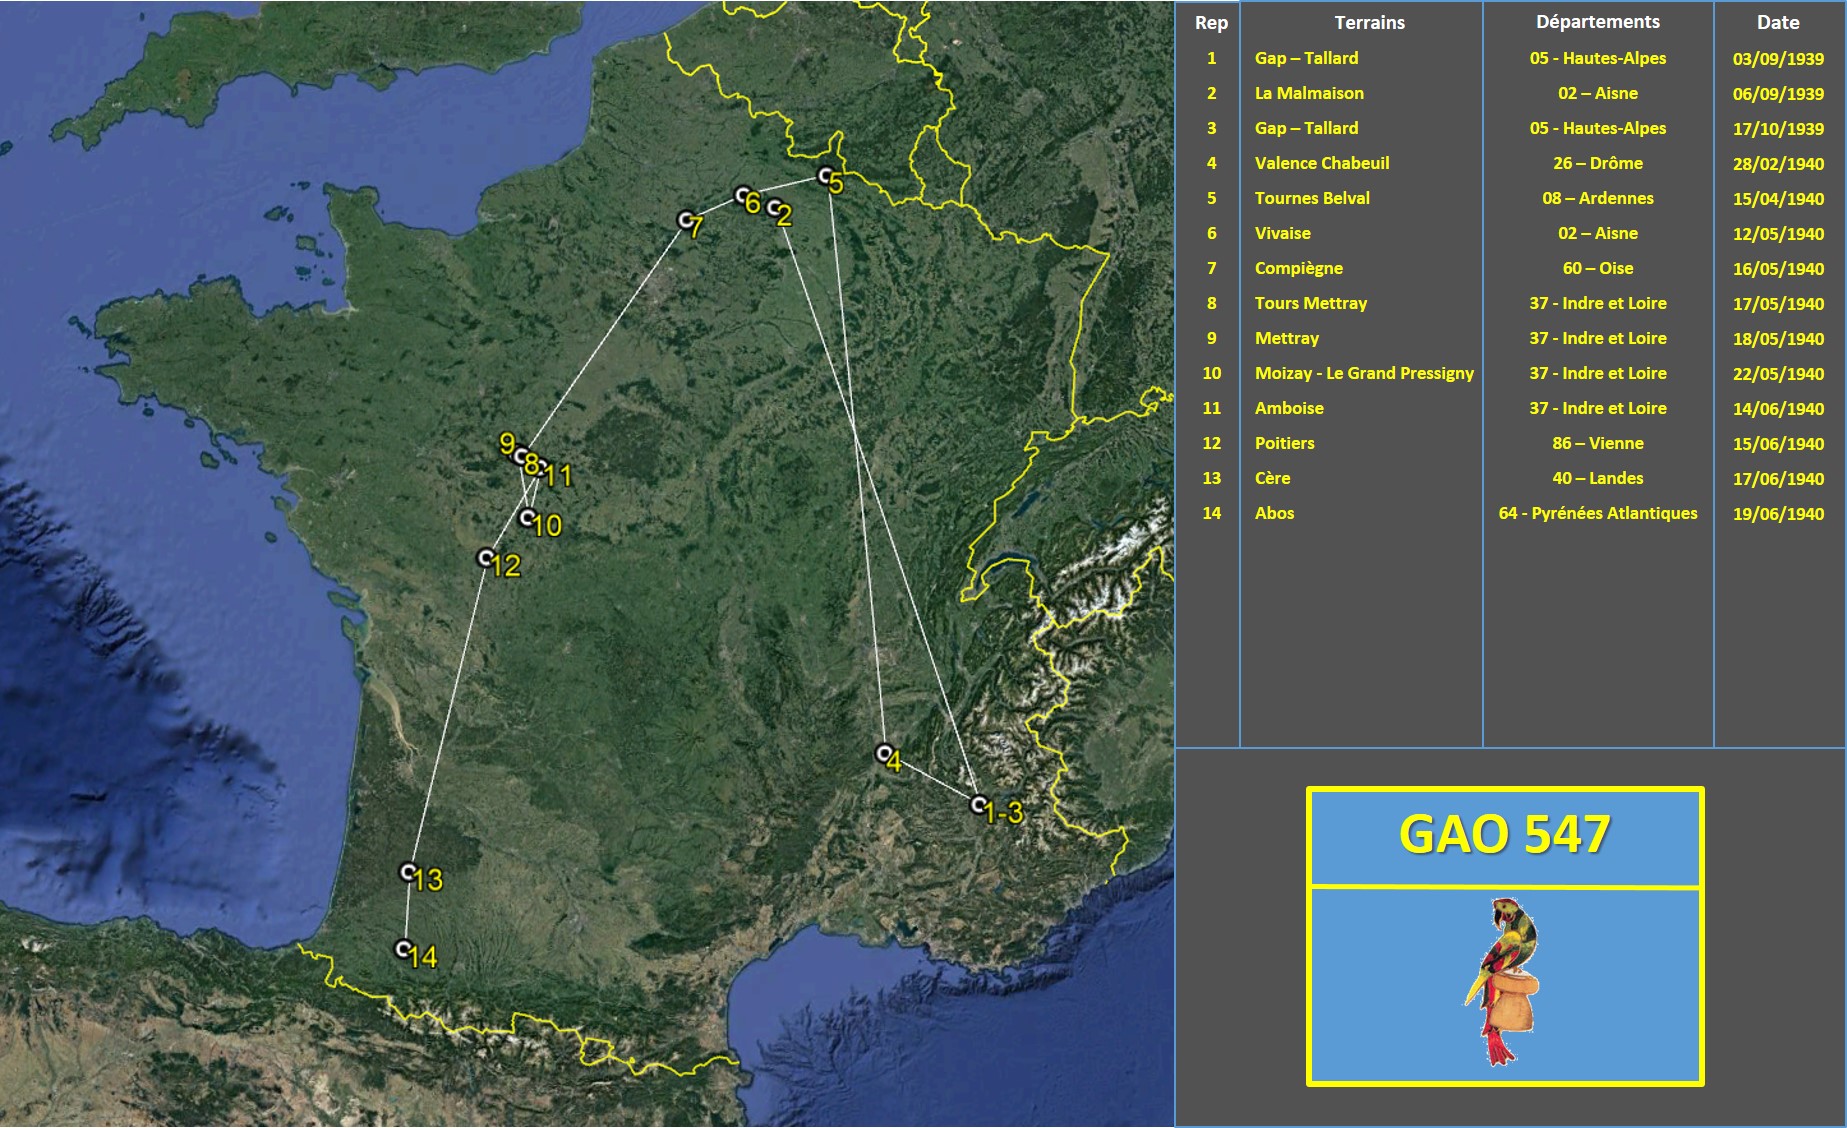 Rep Terrains Départements Date
1 Gap – Tallard 05 - Hautes-Alpes 03/09/1939
2 La Malmaison 02 – Aisne 06/09/1939
3 Gap – Tallard 05 - Hautes-Alpes 17/10/1939
4 Valence Chabeuil 26 – Drôme 28/02/1940
5 Tournes Belval 08 – Ardennes 15/04/1940
6 Vivaise 02 – Aisne 12/05/1940
7 Compiègne 60 – Oise 16/05/1940
8 Tours Mettray 37 - Indre et Loire 17/05/1940
9 Mettray 37 - Indre et Loire 18/05/1940
10 Moizay - Le Grand Pressigny 37 - Indre et Loire 22/05/1940
11 Amboise 37 - Indre et Loire 14/06/1940
12 Poitiers 86 – Vienne 15/06/1940
13 Cère 40 – Landes 17/06/1940
14 Abos 64 - Pyrénées Atlantiques 19/06/1940
5
6
2
7
9
8
11
10
12
4
1-3
13
14
GAO 547